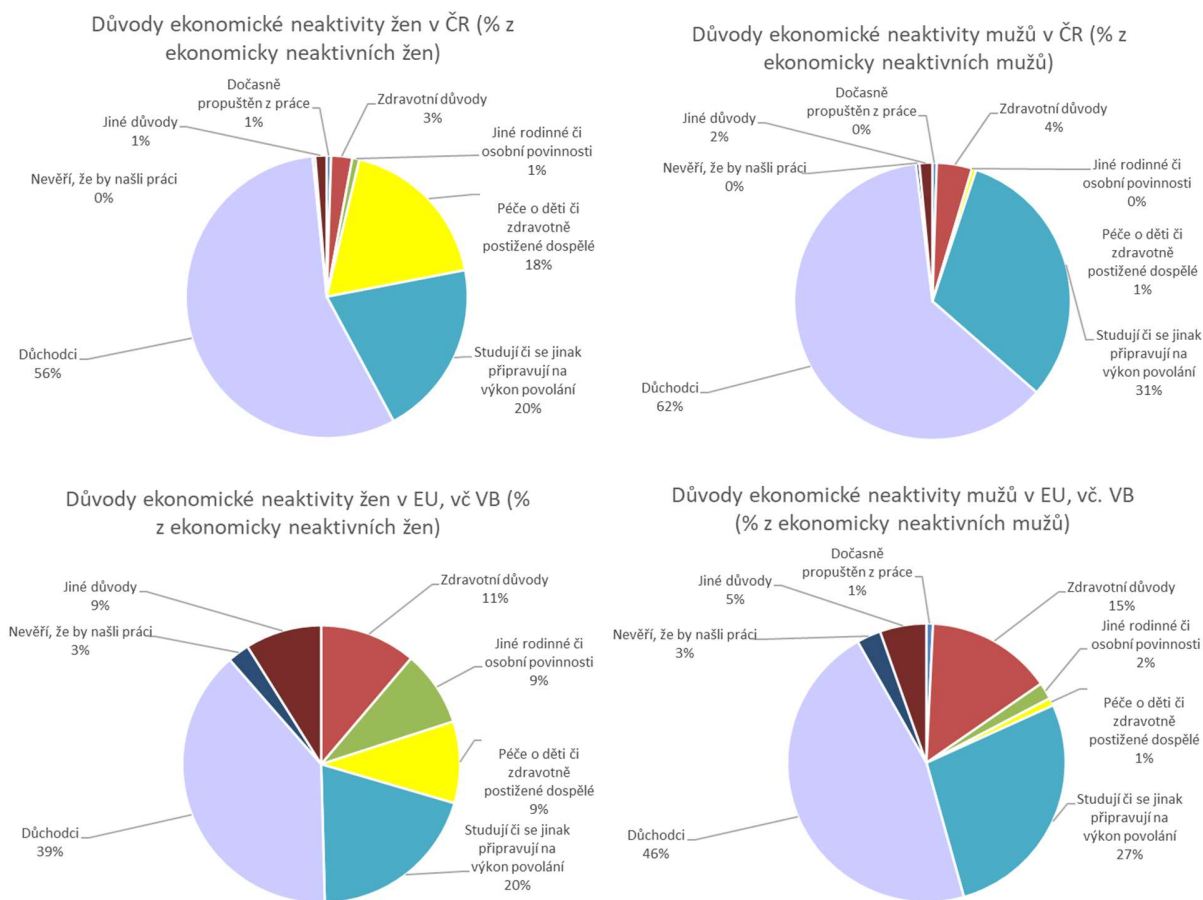 Důvody ekonomické neaktivity žen v ČR (% z
ekonomicky neaktivních žen)
Dočasně
propuštěn z práce
1%
Zdravotní důvody
3%
Jiné důvody
1%
Jiné rodinné či
osobní povinnosti
1%
Nevěří, že by našli práci
0%
Péče o děti či
zdravotně
postižené dospělé
18%
Důchodci
56%
Studují či se jinak
připravují na
výkon povolání
20%
Důvody ekonomické neaktivity mužů v ČR (% z
ekonomicky neaktivních mužů)
Dočasně
propuštěn z práce
0%
Zdravotní důvody
4%
Jiné důvody
2%
Nevěří, že by našli práci
0%
Jiné rodinné či
osobní povinnosti
0%
Péče o děti či
zdravotně
postižené dospělé
1%
Studují či se jinak
připravují na
výkon povolání
31%
Důchodci
62%
Důvody ekonomické neaktivity žen v EU, vč VB (%
z ekonomicky neaktivních žen)
Jiné důvody
9%
Zdravotní důvody
11%
Nevěří, že by našli práci
3%
Jiné rodinné či
osobní povinnosti
9%
Péče o děti či
zdravotně
postižené dospělé
9%
Důchodci
39%
Studují či se jinak
připravují na
výkon povolání
20%
Důvody ekonomické neaktivity mužů v EU, vč. VB
(% z ekonomicky neaktivních mužů)
Dočasně
propuštěn z práce
1%
Jiné důvody
5%
Zdravotní důvody
15%
Nevěří, že by našli práci
3%
Jiné rodinné či
osobní povinnosti
2%
Péče o děti či
zdravotně
postižené dospělé
1%
Studují či se jinak
připravují na
výkon povolání
27%
Důchodci
46%